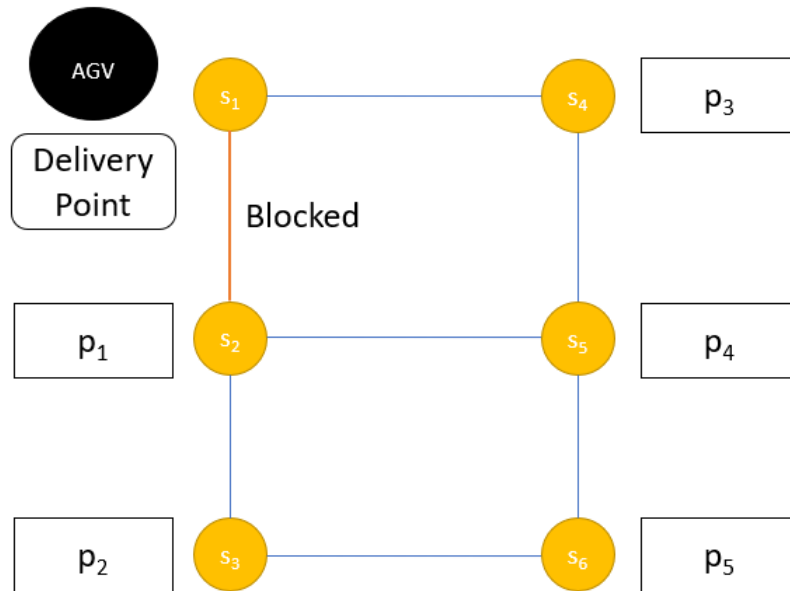 AGV
s₁
s₄
p₃
Delivery
Point
Blocked
p₁
s₂
s₅
p₄
p₂
s₃
s₆
p₅